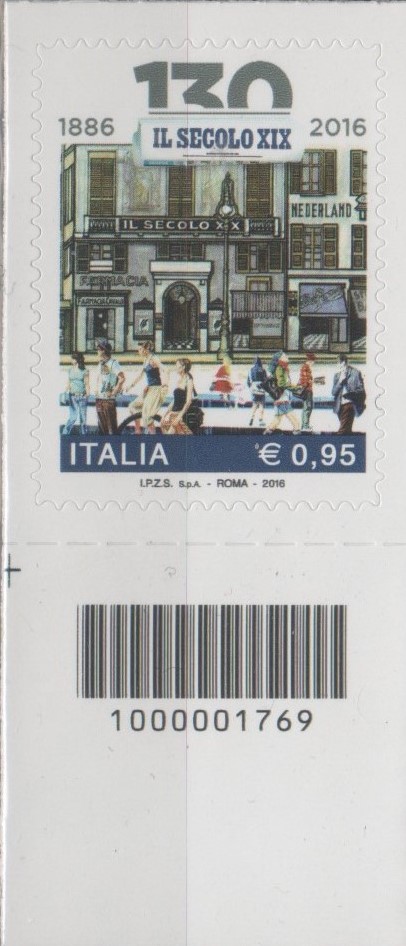 130
1886 2016
IL SECOLO XIX
NEDERLAND
IL SECOLO XIX
FARMACIA
ITALIA € 0,95
I.P.Z.S. S.p.A. - ROMA - 2016
1000001769